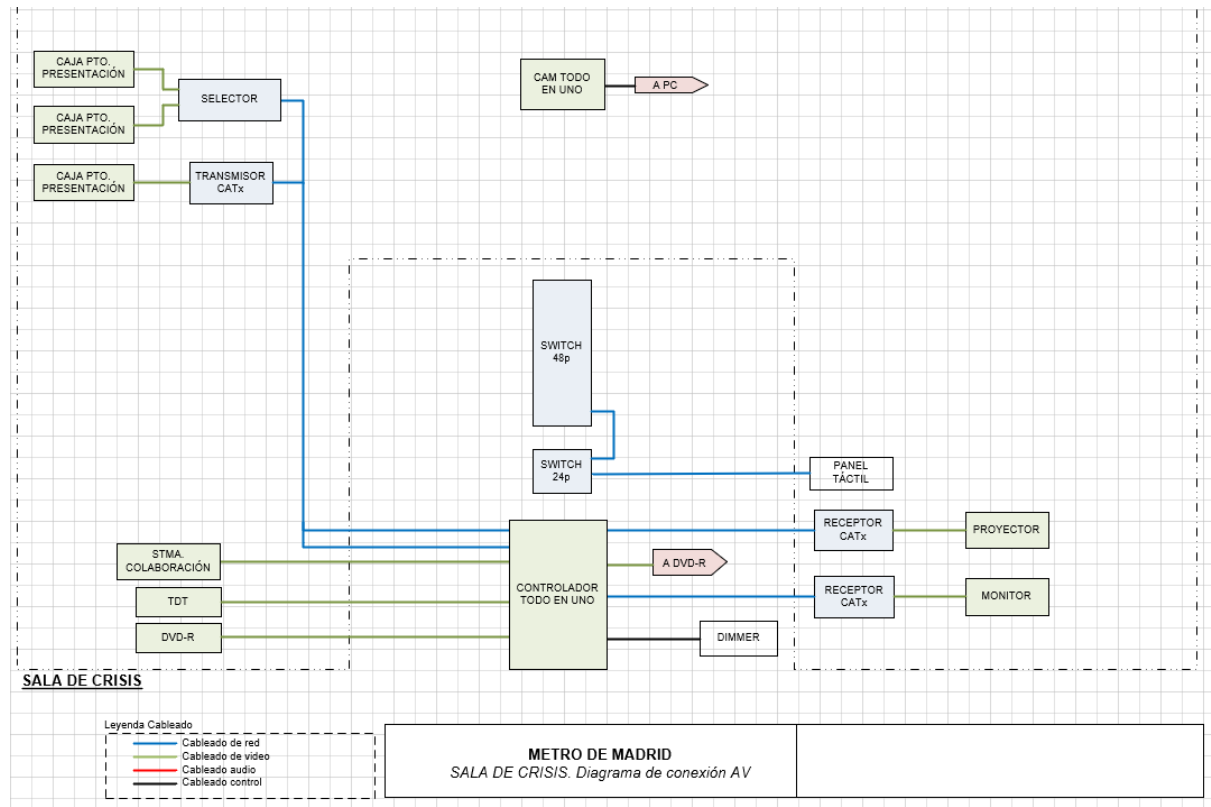 CAJA PTO.
PRESENTACIÓN
SELECTOR
CAJA PTO.
PRESENTACIÓN
CAJA PTO.
PRESENTACIÓN
TRANSMISOR
CATx
CAM TODO
EN UNO
A PC
SWITCH
48p
SWITCH
24p
PANEL
TÁCTIL
RECEPTOR
CATx
PROYECTOR
STMA.
COLABORACIÓN
A DVD-R
CONTROLADOR
TODO EN UNO
TDT
RECEPTOR
CATx
MONITOR
DVD-R
DIMMER
SALA DE CRISIS
Leyenda Cableado
Cableado de red
Cableado de video
Cableado audio
Cableado control
METRO DE MADRID
SALA DE CRISIS. Diagrama de conexión AV